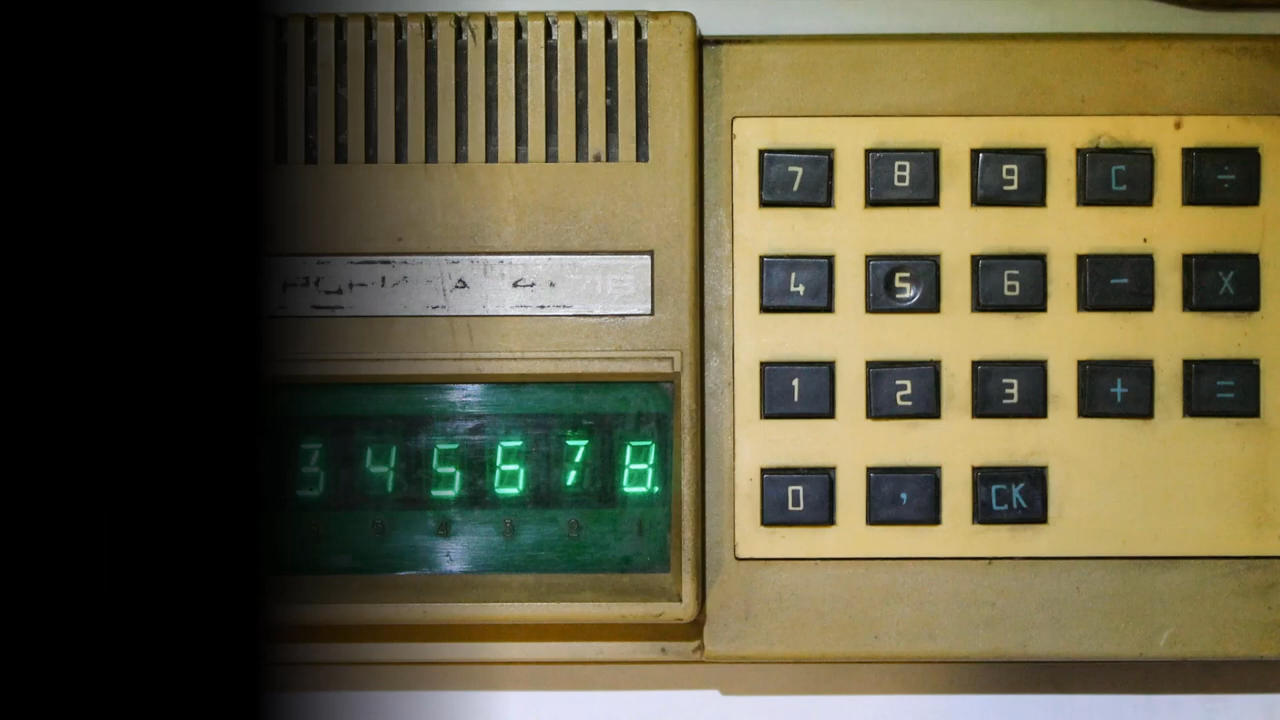 345678.
7 8 9 C ÷
4 5 6 − X
1 2 3 + =
0 , CK